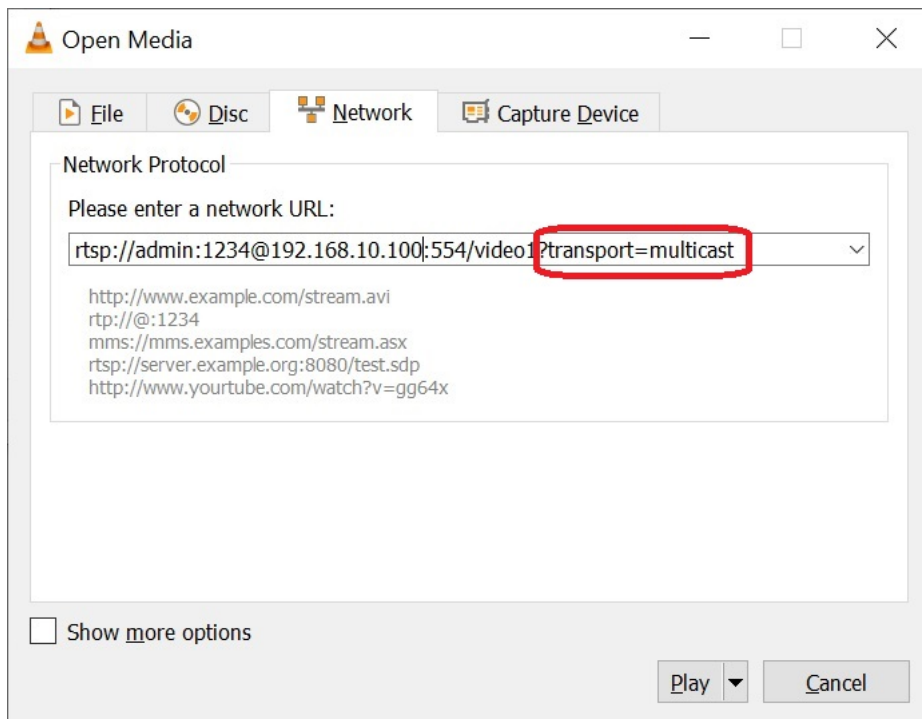 Open Media
File Disc Network Capture Device
Network Protocol
Please enter a network URL:
rtsp://admin:1234@192.168.10.100:554/video1?transport=multicast
http://www.example.com/stream.avi
rtp://@:1234
mms://mms.examples.com/stream.asx
rtsp://server.example.org:8080/test.sdp
http://www.yourtube.com/watch?v=gg64x
Show more options
Play Cancel